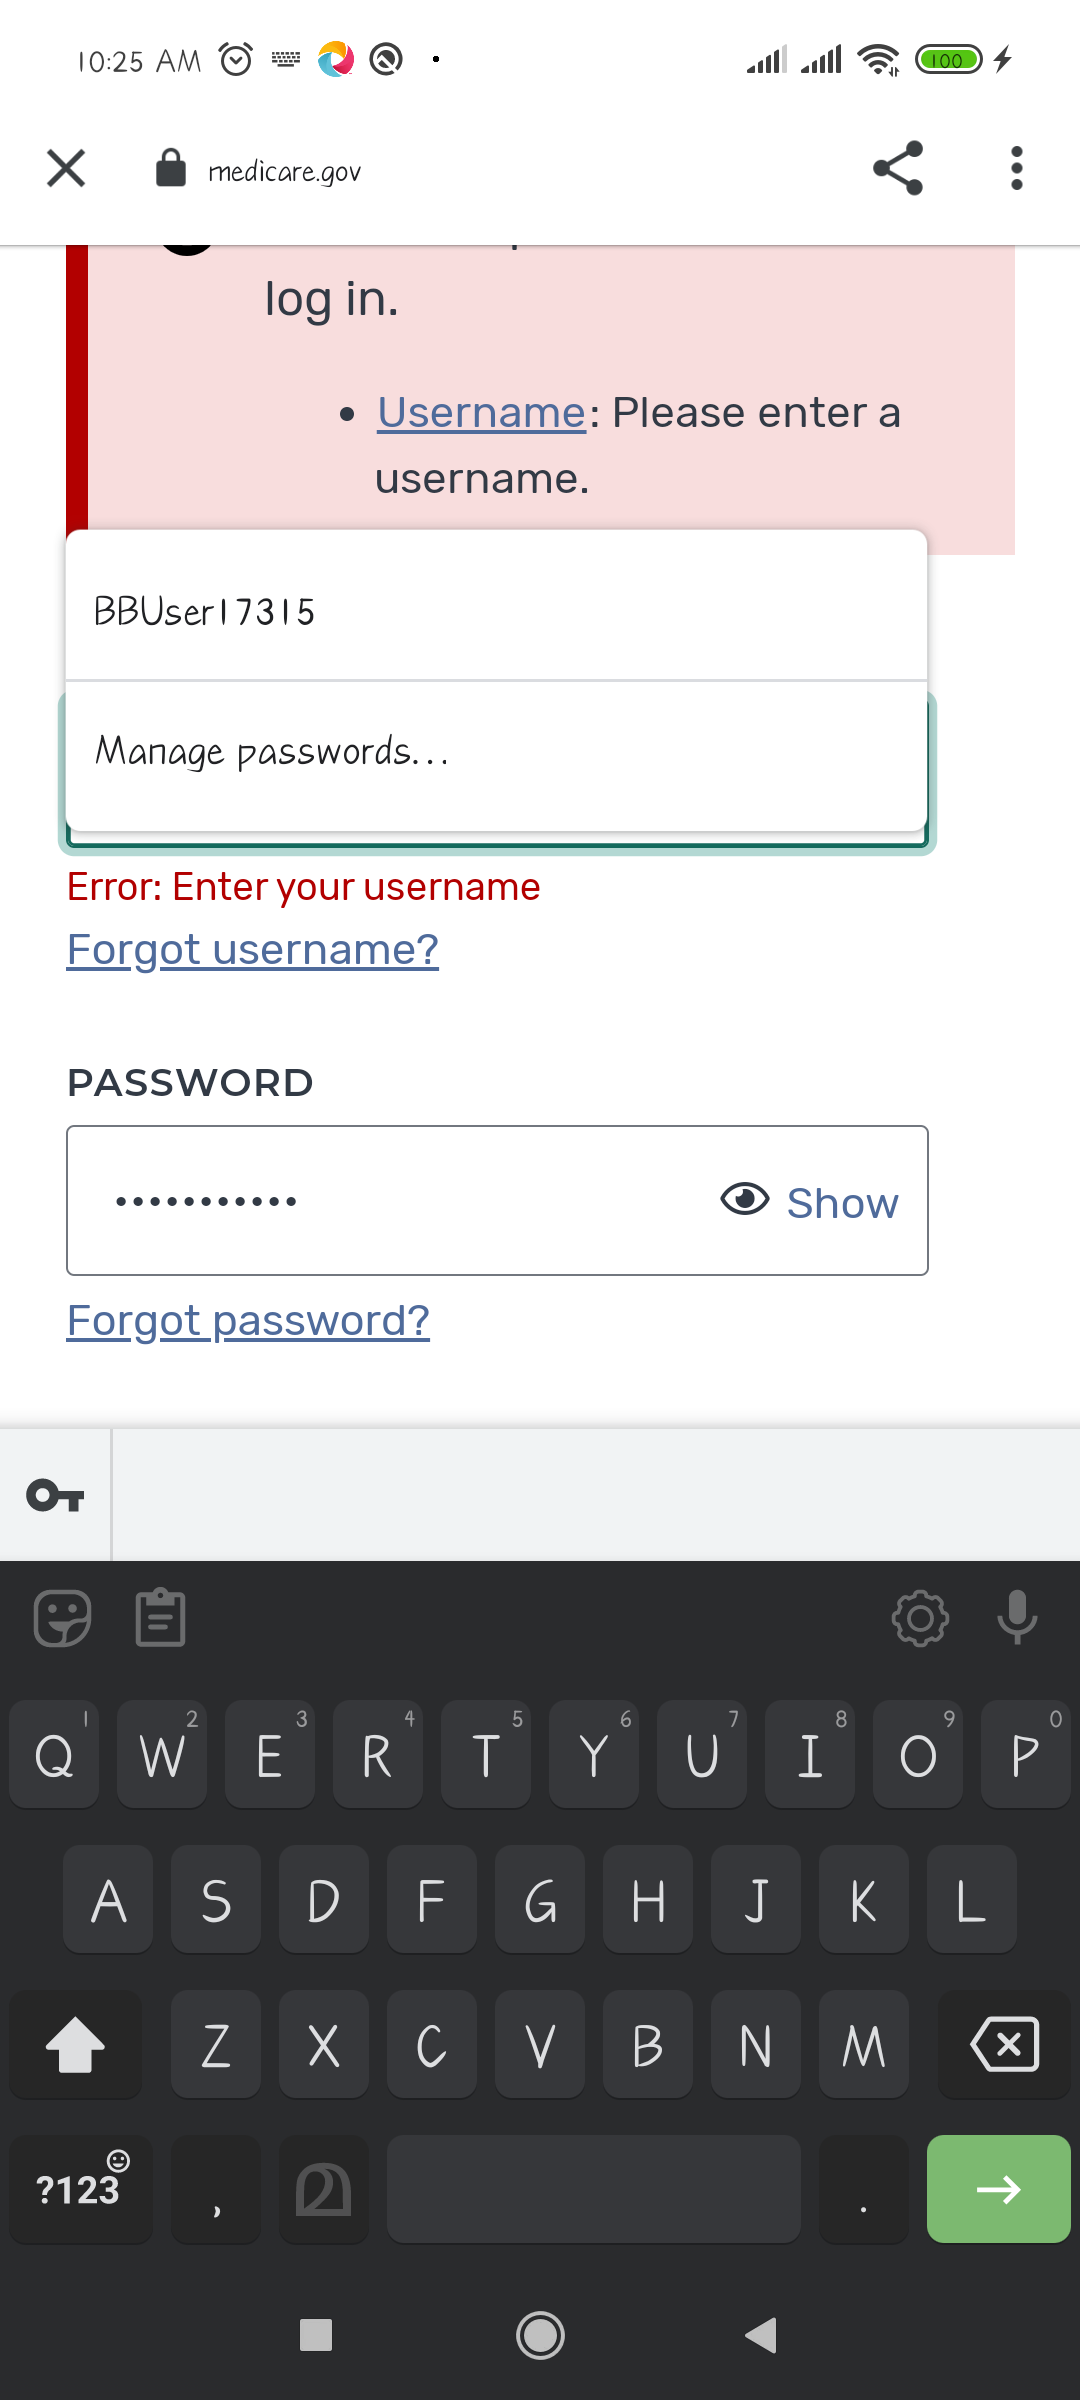 10:25 AM
100
medicare.gov
log in.
• Username: Please enter a
username.
BBUser17315
Manage passwords...
Error: Enter your username
Forgot username?
PASSWORD
•••••••••••
Show
Forgot password?
1 2 3 4 5 6 7 8 9 0
Q W E R T Y U I O P
A S D F G H J K L
Z X C V B N M
?123 , മ .